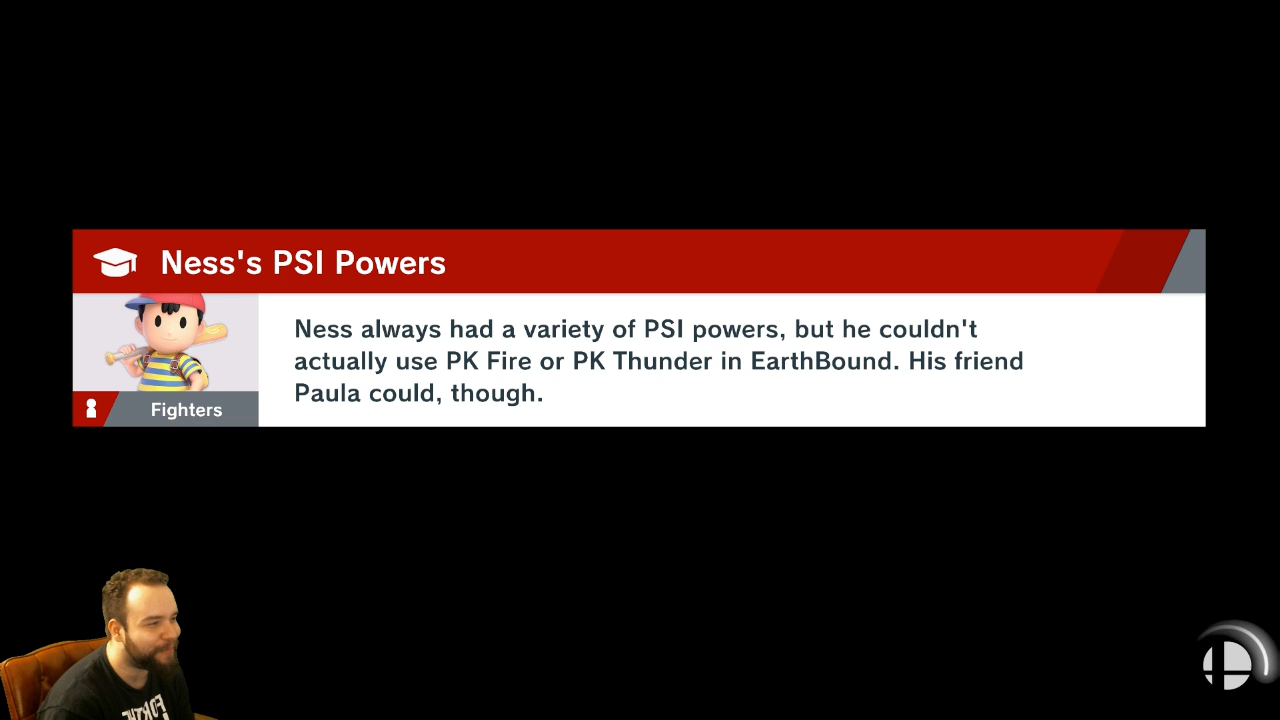 Ness's PSI Powers
Ness always had a variety of PSI powers, but he couldn't
actually use PK Fire or PK Thunder in EarthBound. His friend
Paula could, though.
Fighters